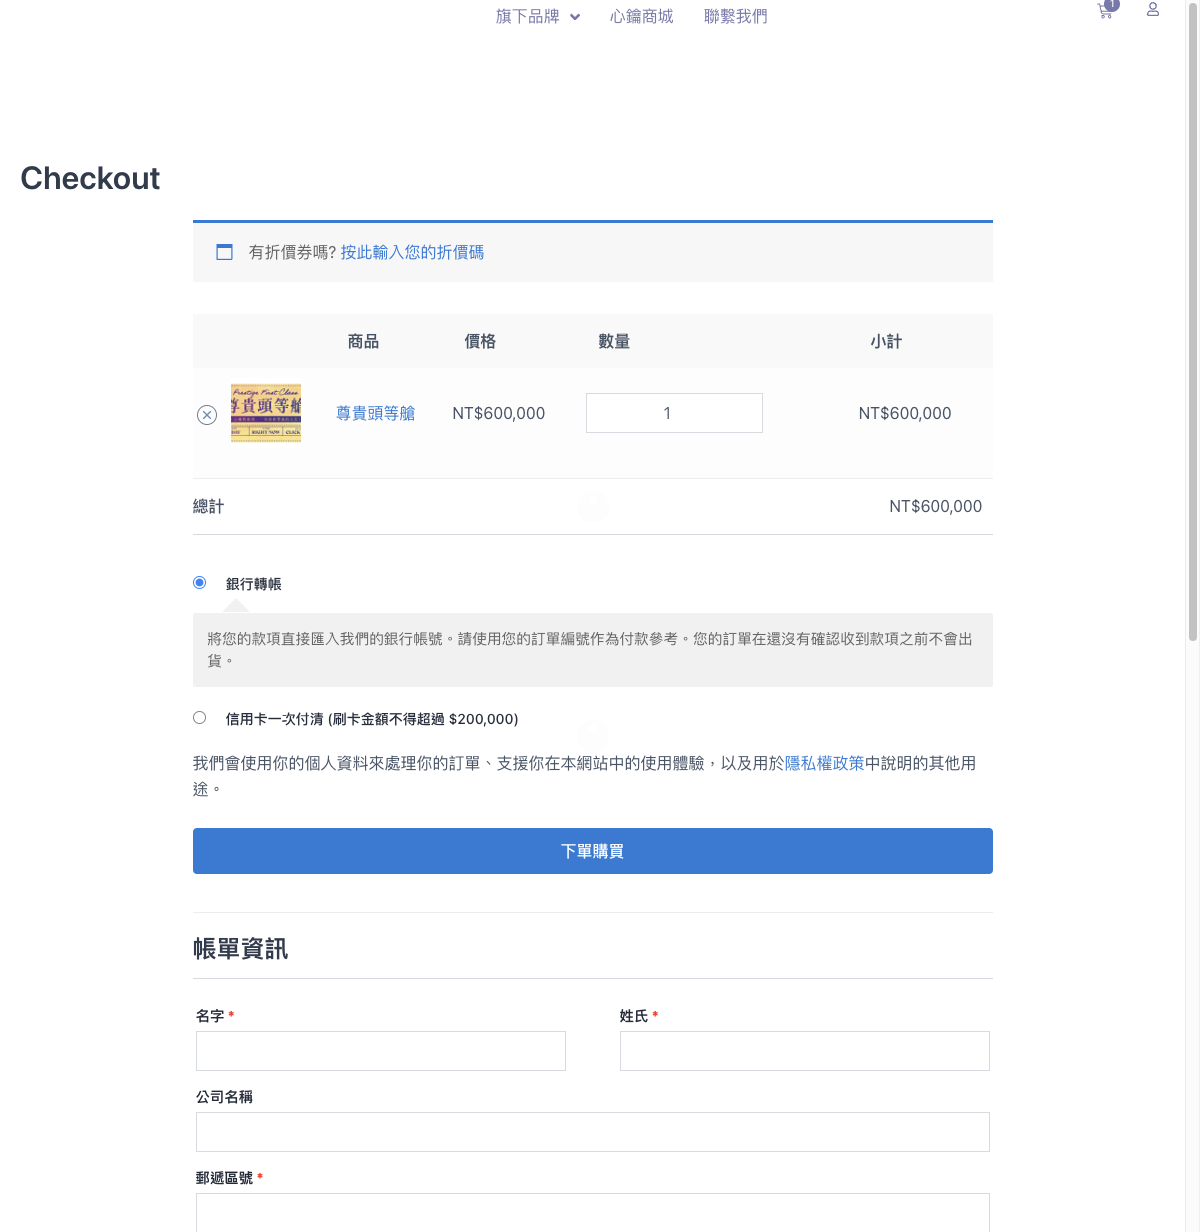 旗下品牌 心鑰商城 聯繫我們 1
Checkout
有折價券嗎? 按此輸入您的折價碼
商品 價格 數量 小計
Prestige First Class
尊貴頭等艙
RIGHT NOW
尊貴頭等艙 NT$600,000 1 NT$600,000
總計 NT$600,000
銀行轉帳
將您的款項直接匯入我們的銀行帳號。請使用您的訂單編號作為付款參考。您的訂單在還沒有確認收到款項之前不會出
貨。
信用卡一次付清 (刷卡金額不得超過 $200,000)
我們會使用你的個人資料來處理你的訂單、支援你在本網站中的使用體驗，以及用於隱私權政策中說明的其他用
途。
下單購買
帳單資訊
名字 * 姓氏 *
公司名稱
郵遞區號 *